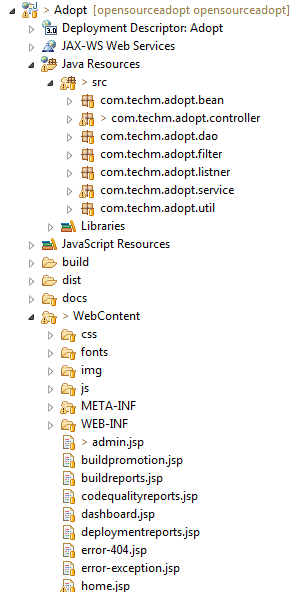 > Adopt [opensourceadopt opensourceadopt]
Deployment Descriptor: Adopt
JAX-WS Web Services
Java Resources
> src
com.techm.adopt.bean
> com.techm.adopt.controller
com.techm.adopt.dao
com.techm.adopt.filter
com.techm.adopt.listner
com.techm.adopt.service
com.techm.adopt.util
Libraries
JavaScript Resources
build
dist
docs
> WebContent
css
fonts
img
js
META-INF
WEB-INF
> admin.jsp
buildpromotion.jsp
buildreports.jsp
codequalityreports.jsp
dashboard.jsp
deploymentreports.jsp
error-404.jsp
error-exception.jsp
home.jsp